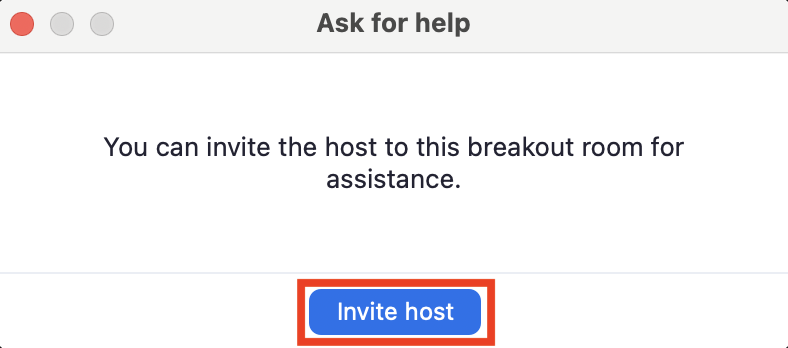 Ask for help
You can invite the host to this breakout room for
assistance.
Invite host